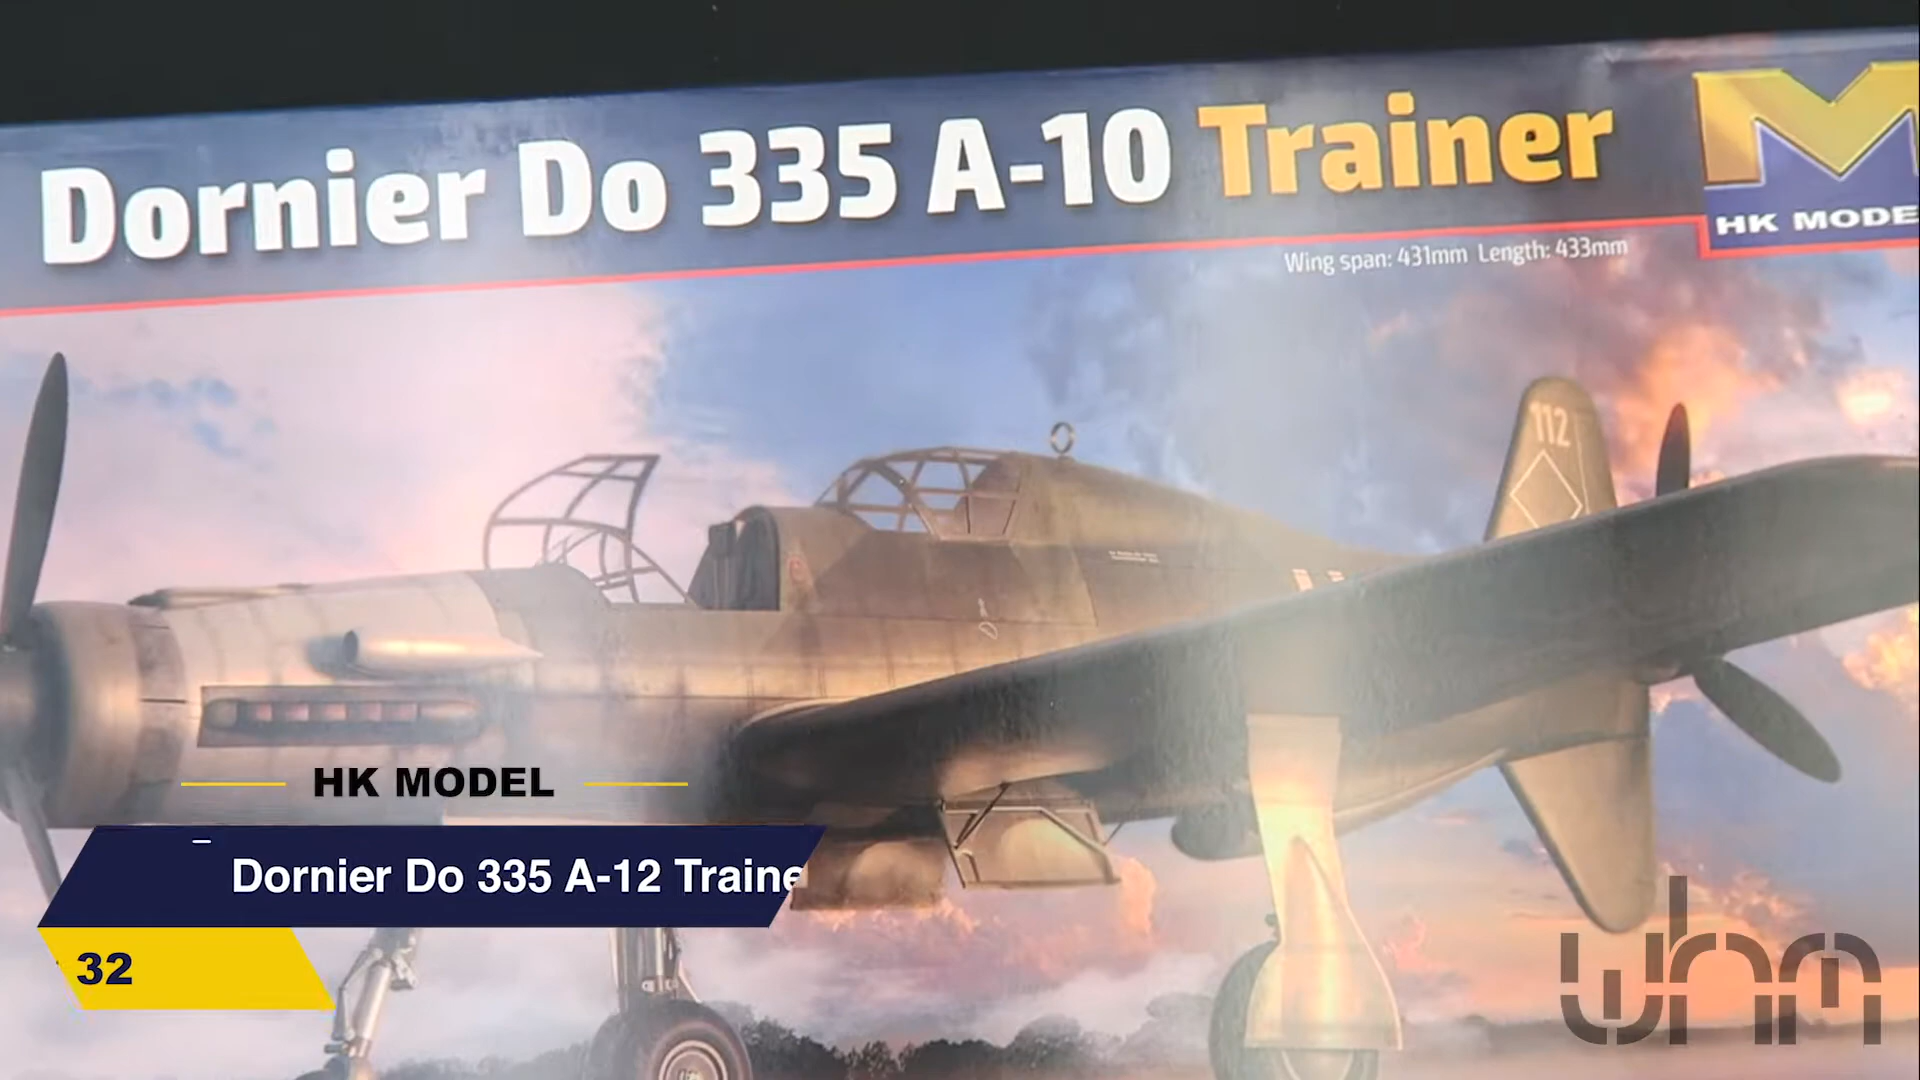 Dornier Do 335 A-10 Trainer
HK MODE
Wing span: 431mm Length: 433mm
112
HK MODEL
Dornier Do 335 A-12 Traine
32
whm